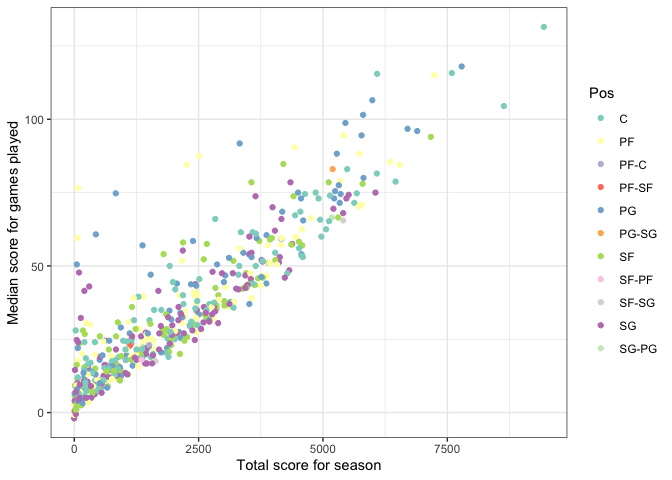 100
50
0
Median score for games played
0
2500
5000
7500
Total score for season
Pos
C
PF
PF-C
PF-SF
PG
PG-SG
SF
SF-PF
SF-SG
SG
SG-PG